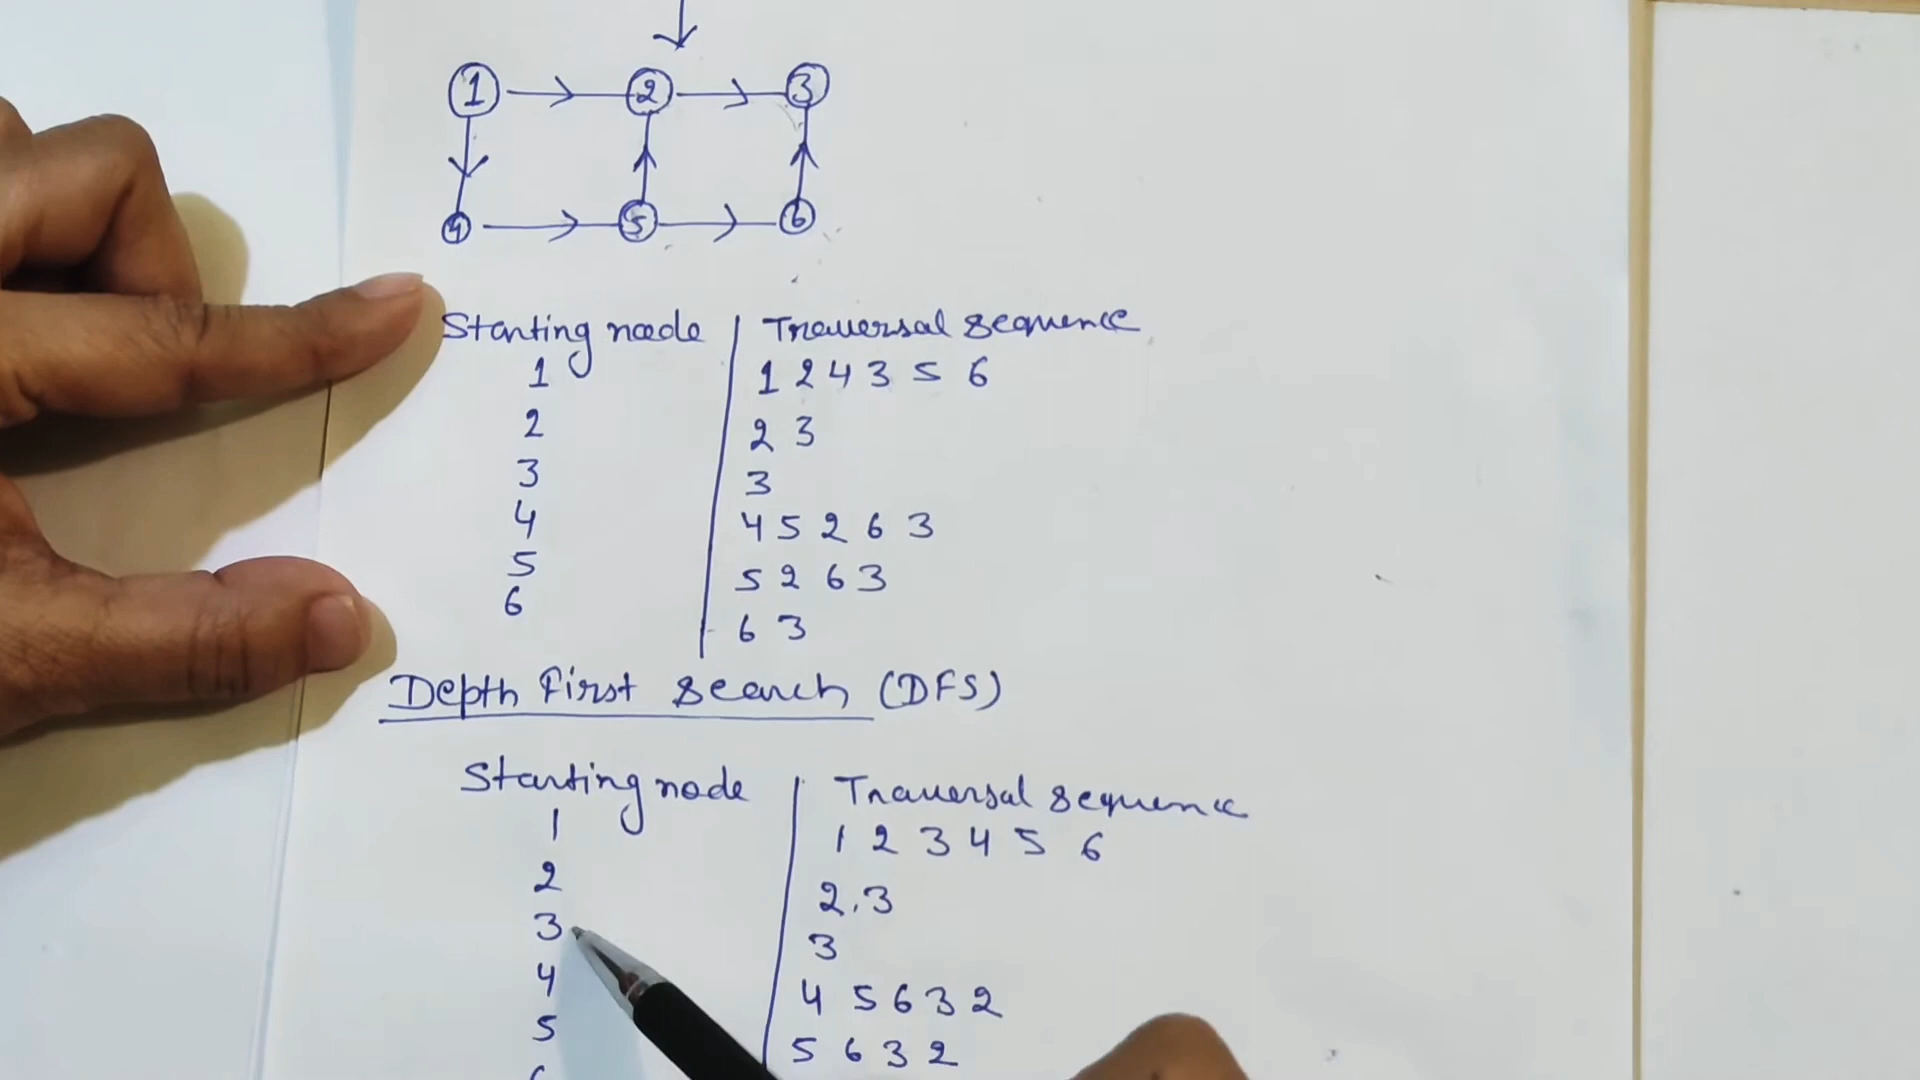 1 2 3
4 5 6
Starting node | Traversal sequence
1 1 2 4 3 5 6
2 2 3
3 3
4 4 5 2 6 3
5 5 2 6 3
6 6 3
Depth First Search (DFS)
Starting node | Traversal sequence
1 1 2 3 4 5 6
2 2, 3
3 3
4 4 5 6 3 2
5 5 6 3 2